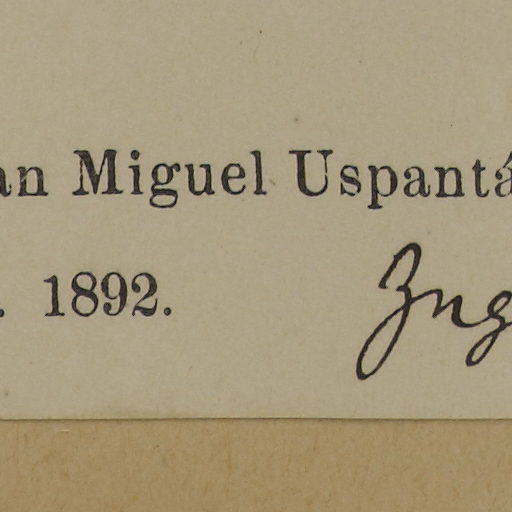 an Miguel Uspantá
. 1892.